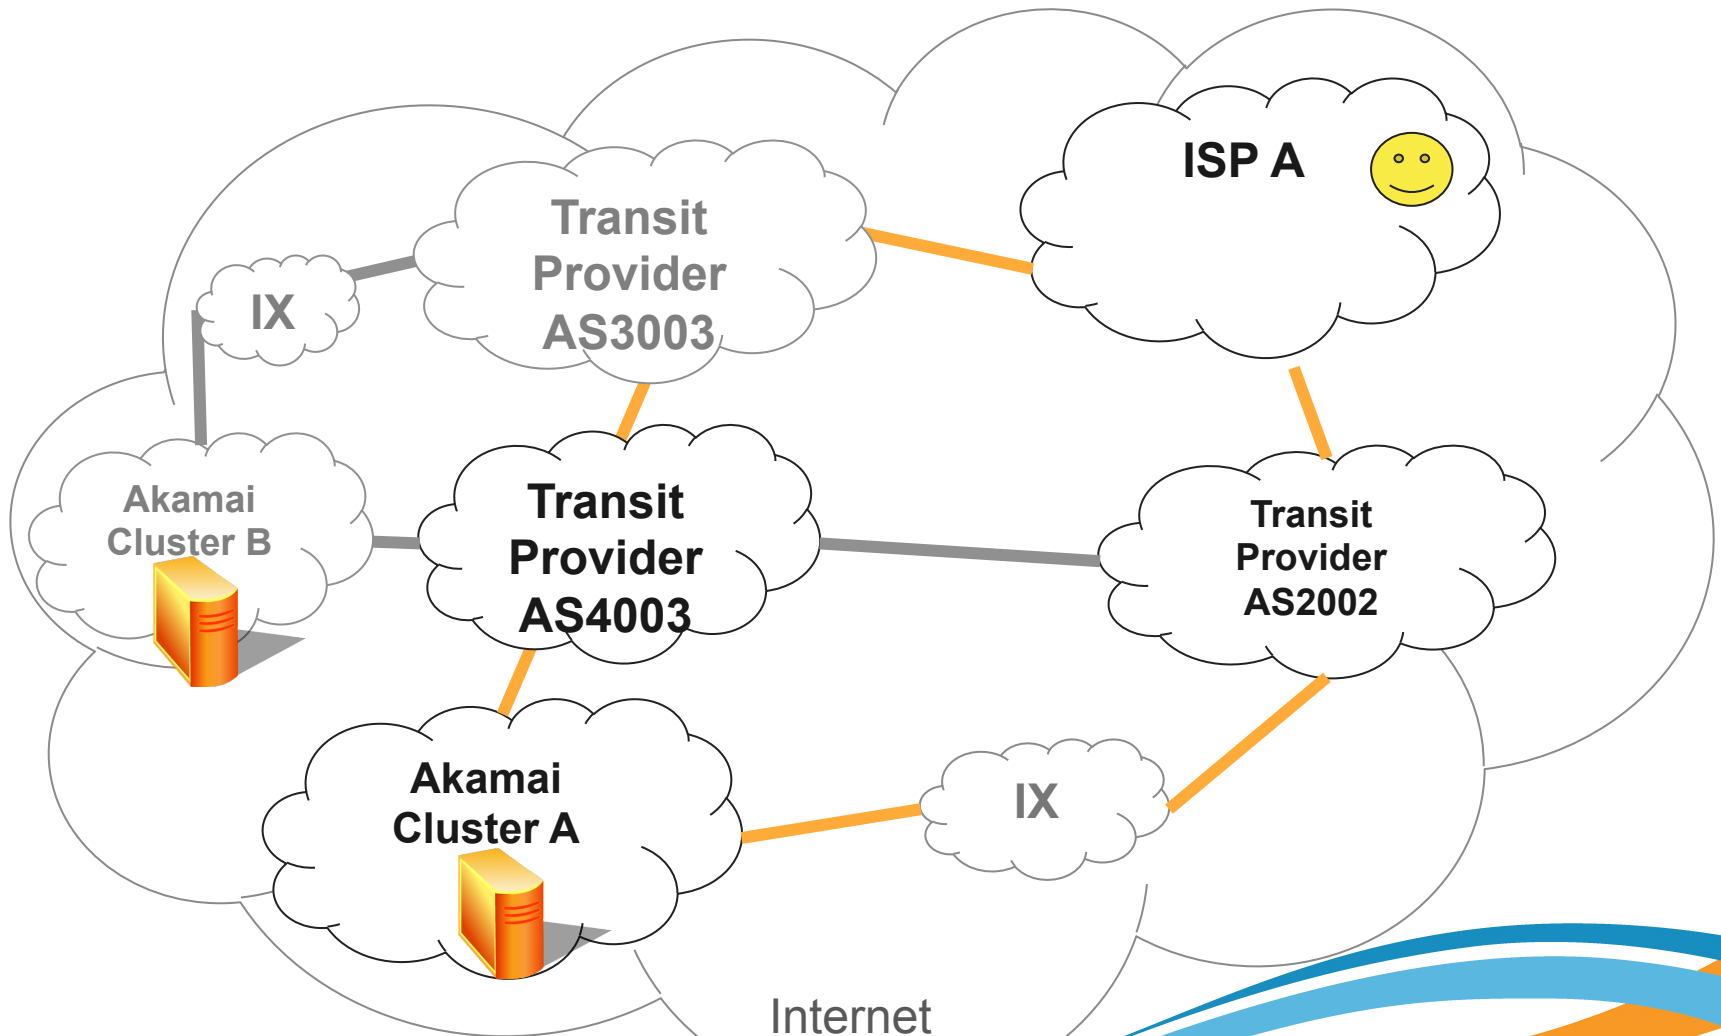 ISP A
Transit
Provider
AS3003
IX
Akamai
Cluster B
Transit
Provider
AS4003
Transit
Provider
AS2002
Akamai
Cluster A
IX
Internet